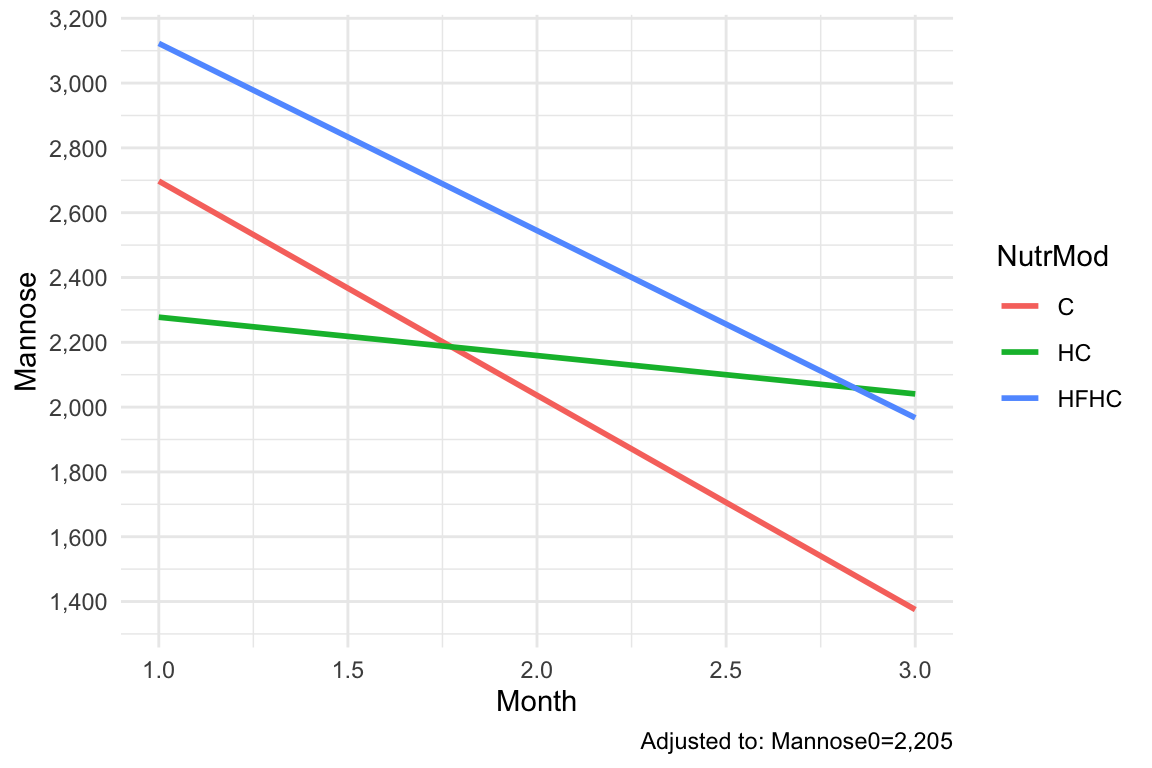 3,200
3,000
2,800
2,600
2,400
2,200
2,000
1,800
1,600
1,400
Mannose
1.0 1.5 2.0 2.5 3.0
Month
Adjusted to: Mannose0=2,205
NutrMod
C
HC
HFHC